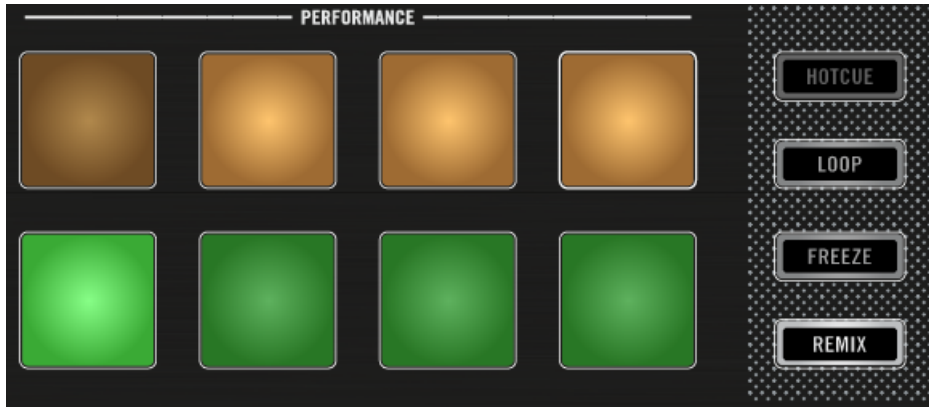 PERFORMANCE
HOTCUE
LOOP
FREEZE
REMIX